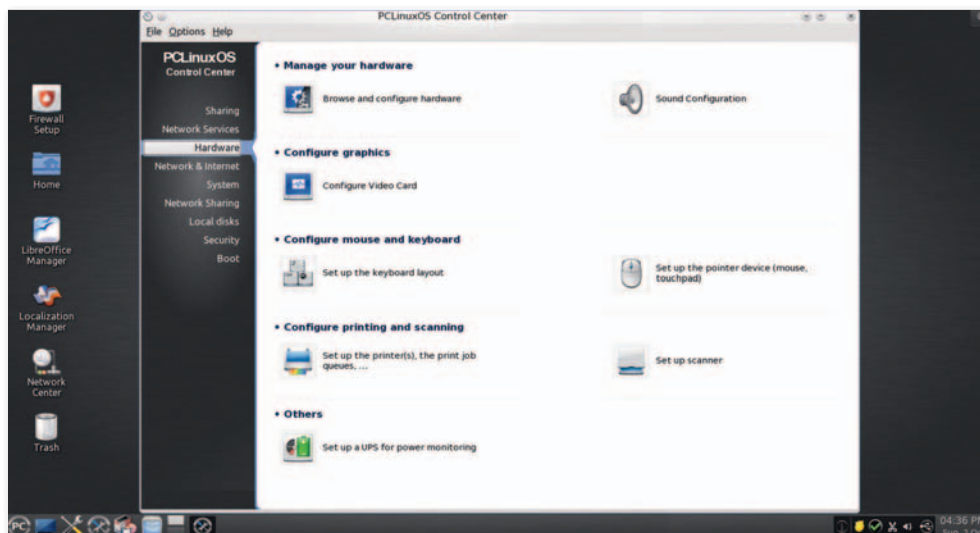 PCLinuxOS Control Center
File Options Help
PCLinuxOS
Control Center
Sharing
Network Services
Hardware
Network & Internet
System
Network Sharing
Local disks
Security
Boot
• Manage your hardware
Browse and configure hardware
Sound Configuration
• Configure graphics
Configure Video Card
• Configure mouse and keyboard
Set up the keyboard layout
Set up the pointer device (mouse,
touchpad)
• Configure printing and scanning
Set up the printer(s), the print job
queues, ...
Set up scanner
• Others
Set up a UPS for power monitoring
Firewall
Setup
Home
LibreOffice
Manager
Localization
Manager
Network
Center
Trash
PC
04:36 PM